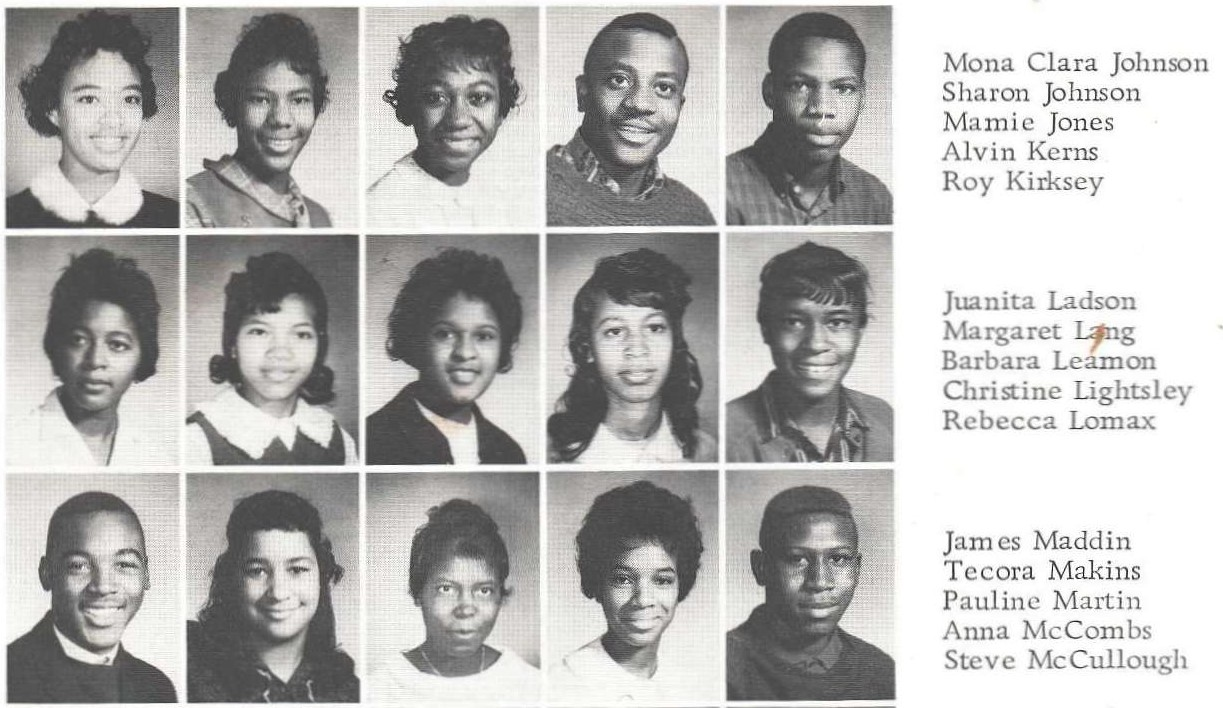 Mona Clara Johnson
Sharon Johnson
Mamie Jones
Alvin Kerns
Roy Kirksey
Juanita Ladson
Margaret Lang
Barbara Leamon
Christine Lightsley
Rebecca Lomax
James Maddin
Tecora Makins
Pauline Martin
Anna McCombs
Steve McCullough